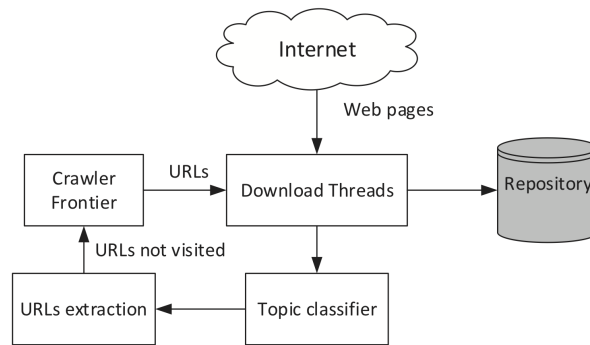 Internet
Web pages
Crawler
Frontier
URLs
Download Threads
Repository
URLs not visited
URLs extraction
Topic classifier